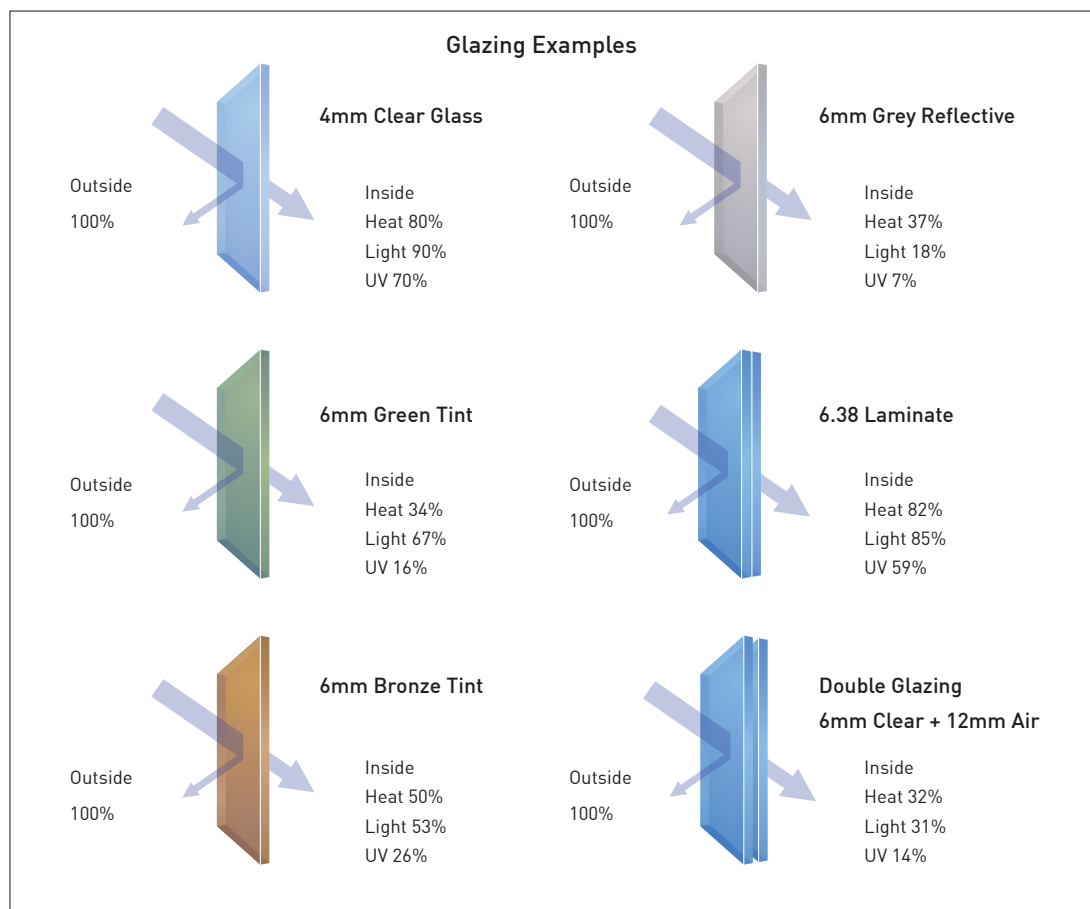 Glazing Examples
4mm Clear Glass
Outside
100%
Inside
Heat 80%
Light 90%
UV 70%
6mm Grey Reflective
Outside
100%
Inside
Heat 37%
Light 18%
UV 7%
6mm Green Tint
Outside
100%
Inside
Heat 34%
Light 67%
UV 16%
6.38 Laminate
Outside
100%
Inside
Heat 82%
Light 85%
UV 59%
6mm Bronze Tint
Outside
100%
Inside
Heat 50%
Light 53%
UV 26%
Double Glazing
6mm Clear + 12mm Air
Outside
100%
Inside
Heat 32%
Light 31%
UV 14%